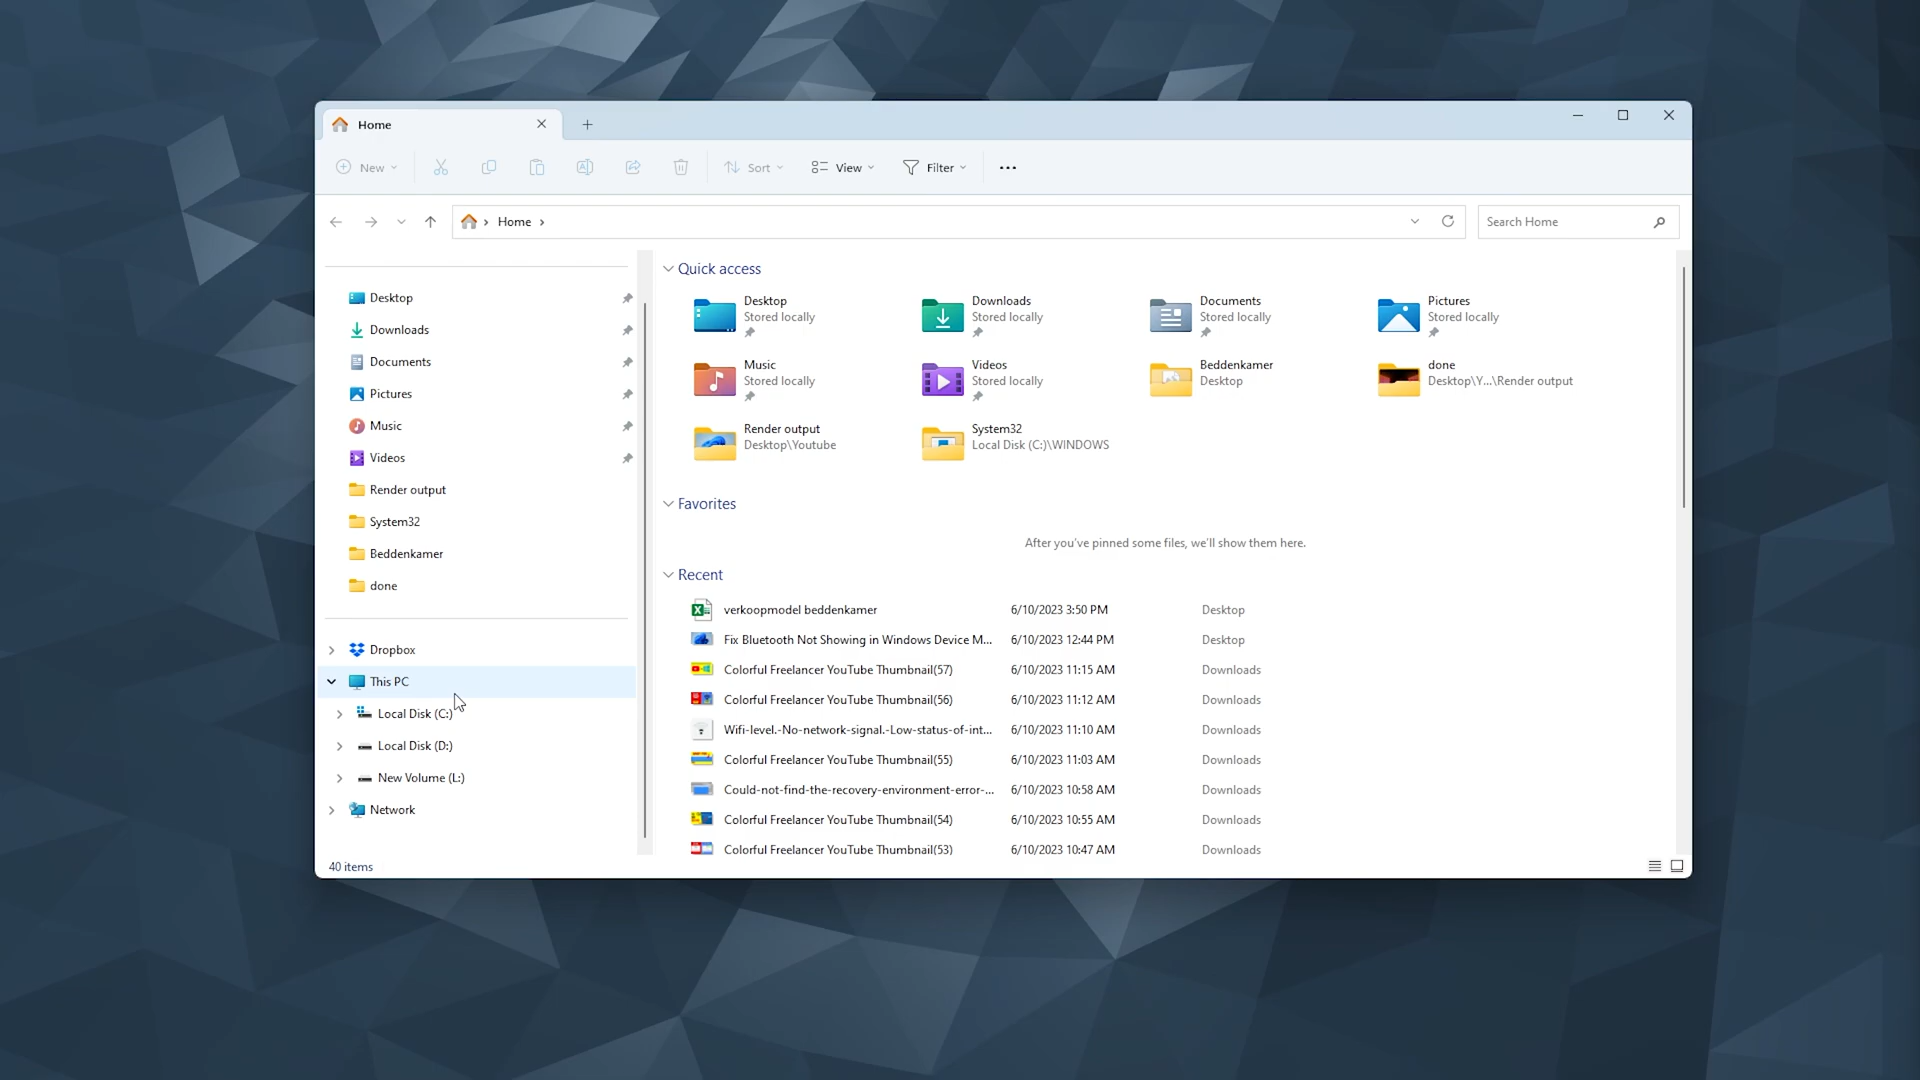 Home
New
Sort
View
Filter
Home
Search Home
Desktop
Downloads
Documents
Pictures
Music
Videos
Render output
System32
Beddenkamer
done
Dropbox
This PC
Local Disk (C:)
Local Disk (D:)
New Volume (L:)
Network
Quick access
Desktop
Stored locally
Downloads
Stored locally
Documents
Stored locally
Pictures
Stored locally
Music
Stored locally
Videos
Stored locally
Beddenkamer
Desktop
done
Desktop\Y...\Render output
Render output
Desktop\Youtube
System32
Local Disk (C:)\WINDOWS
Favorites
After you've pinned some files, we'll show them here.
Recent
verkoopmodel beddenkamer 6/10/2023 3:50 PM Desktop
Fix Bluetooth Not Showing in Windows Device M... 6/10/2023 12:44 PM Desktop
Colorful Freelancer YouTube Thumbnail(57) 6/10/2023 11:15 AM Downloads
Colorful Freelancer YouTube Thumbnail(56) 6/10/2023 11:12 AM Downloads
Wifi-level.-No-network-signal.-Low-status-of-int... 6/10/2023 11:10 AM Downloads
Colorful Freelancer YouTube Thumbnail(55) 6/10/2023 11:03 AM Downloads
Could-not-find-the-recovery-environment-error-... 6/10/2023 10:58 AM Downloads
Colorful Freelancer YouTube Thumbnail(54) 6/10/2023 10:55 AM Downloads
Colorful Freelancer YouTube Thumbnail(53) 6/10/2023 10:47 AM Downloads
40 items